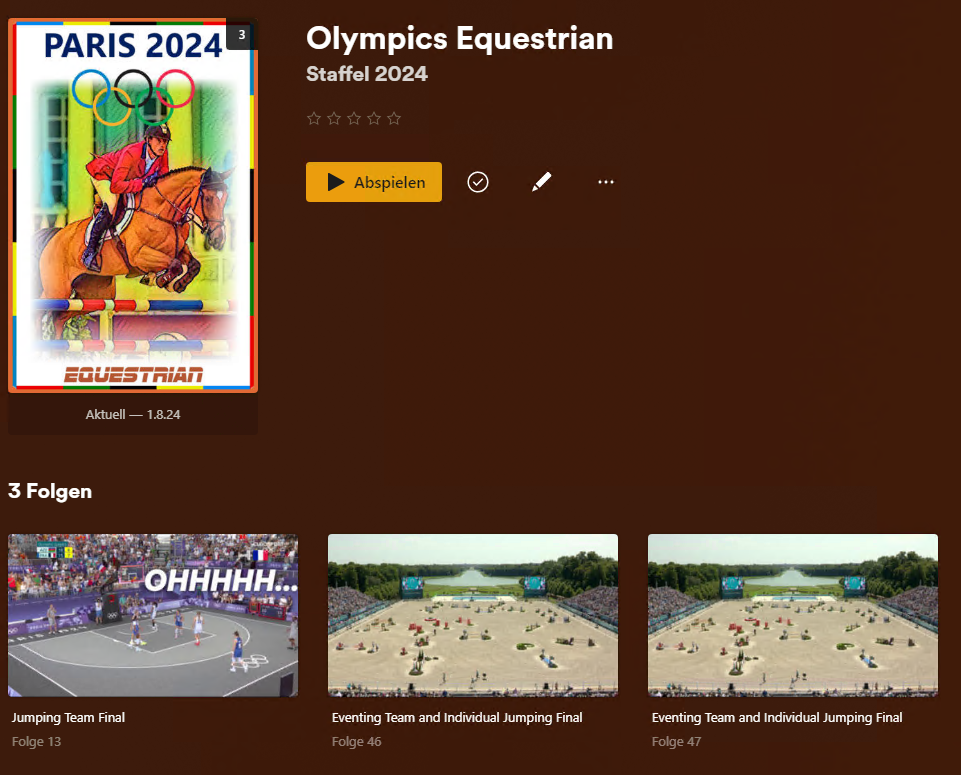 PARIS 2024
3
EQUESTRIAN
Aktuell — 1.8.24
Olympics Equestrian
Staffel 2024
Abspielen
3 Folgen
OHHHHH...
Jumping Team Final
Folge 13
Eventing Team and Individual Jumping Final
Folge 46
Eventing Team and Individual Jumping Final
Folge 47